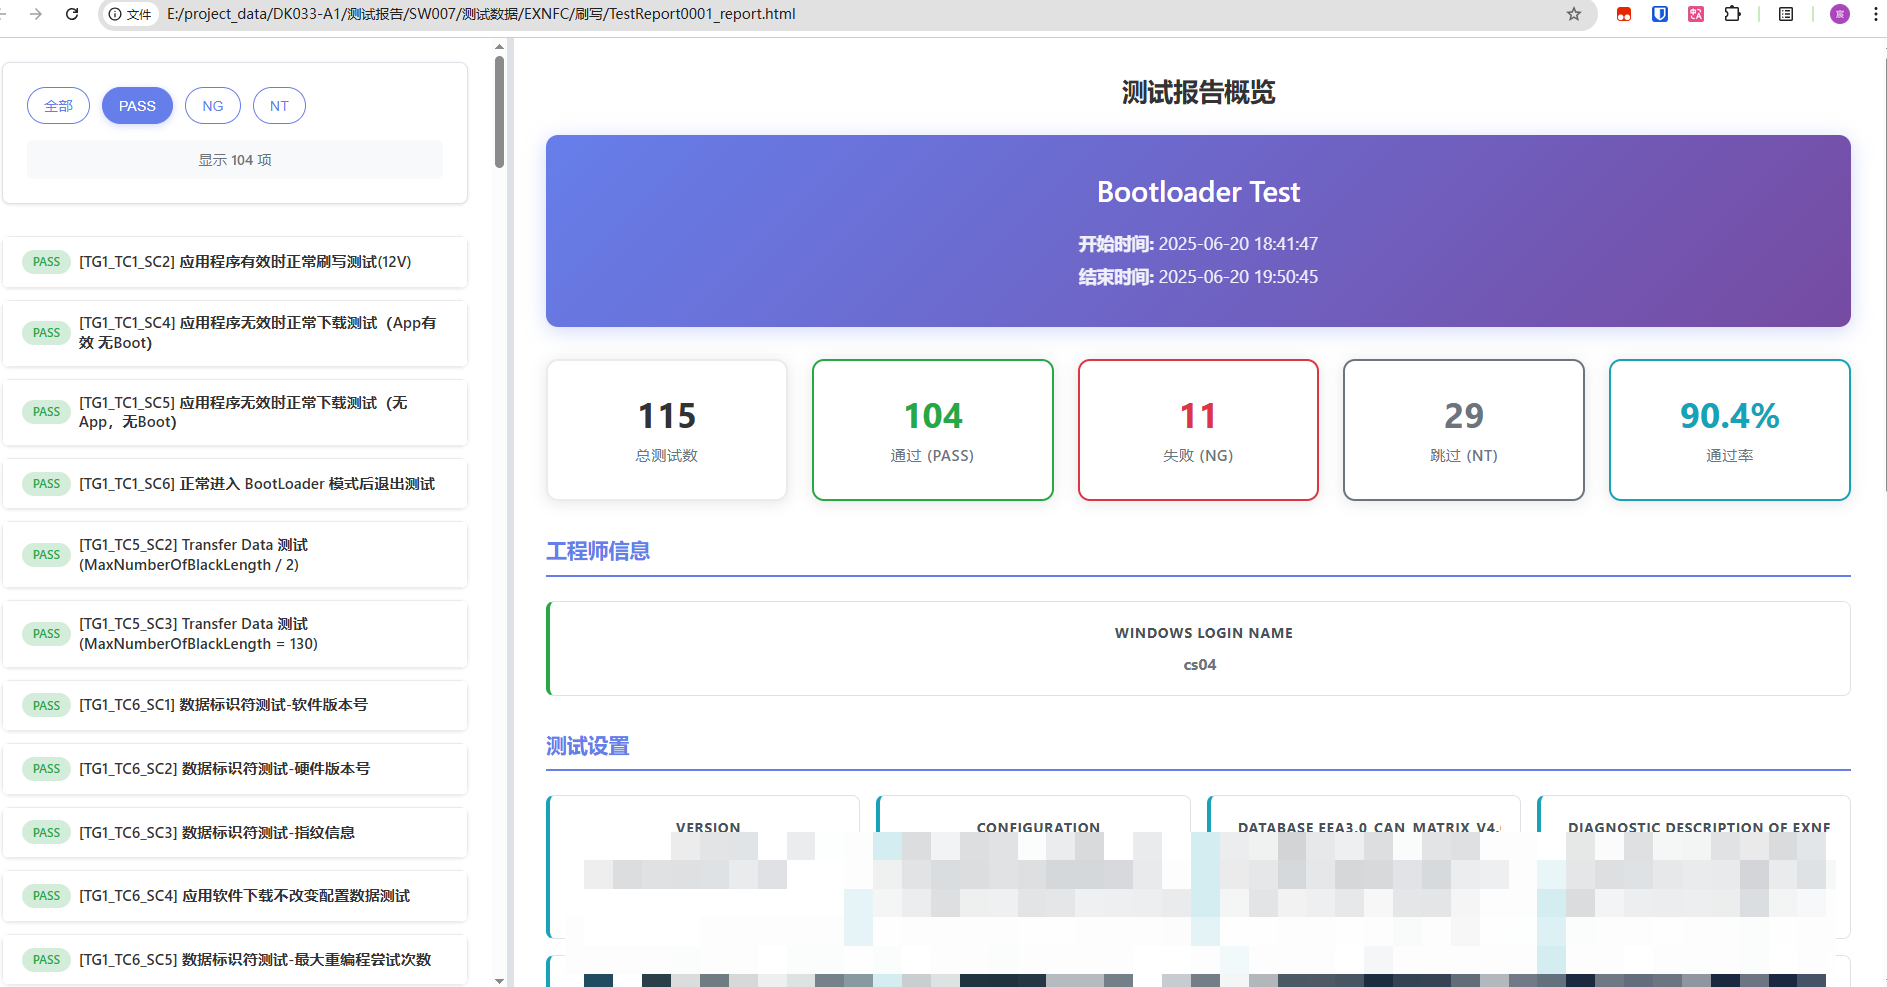 文件
E:/project_data/DK033-A1/测试报告/SW007/测试数据/EXNFC/刷写/TestReport0001_report.html
宸
全部
PASS
NG
NT
显示 104 项
PASS
[TG1_TC1_SC2] 应用程序有效时正常刷写测试(12V)
PASS
[TG1_TC1_SC4] 应用程序无效时正常下载测试（App有
效 无Boot)
PASS
[TG1_TC1_SC5] 应用程序无效时正常下载测试（无
App，无Boot)
PASS
[TG1_TC1_SC6] 正常进入 BootLoader 模式后退出测试
PASS
[TG1_TC5_SC2] Transfer Data 测试
(MaxNumberOfBlackLength / 2)
PASS
[TG1_TC5_SC3] Transfer Data 测试
(MaxNumberOfBlackLength = 130)
PASS
[TG1_TC6_SC1] 数据标识符测试-软件版本号
PASS
[TG1_TC6_SC2] 数据标识符测试-硬件版本号
PASS
[TG1_TC6_SC3] 数据标识符测试-指纹信息
PASS
[TG1_TC6_SC4] 应用软件下载不改变配置数据测试
PASS
[TG1_TC6_SC5] 数据标识符测试-最大重编程尝试次数
测试报告概览
Bootloader Test
开始时间: 2025-06-20 18:41:47
结束时间: 2025-06-20 19:50:45
115
总测试数
104
通过 (PASS)
11
失败 (NG)
29
跳过 (NT)
90.4%
通过率
工程师信息
WINDOWS LOGIN NAME
cs04
测试设置
VERSION
CONFIGURATION
DATABASE EEA3.0_CAN_MATRIX_V4.
DIAGNOSTIC DESCRIPTION OF EXNF